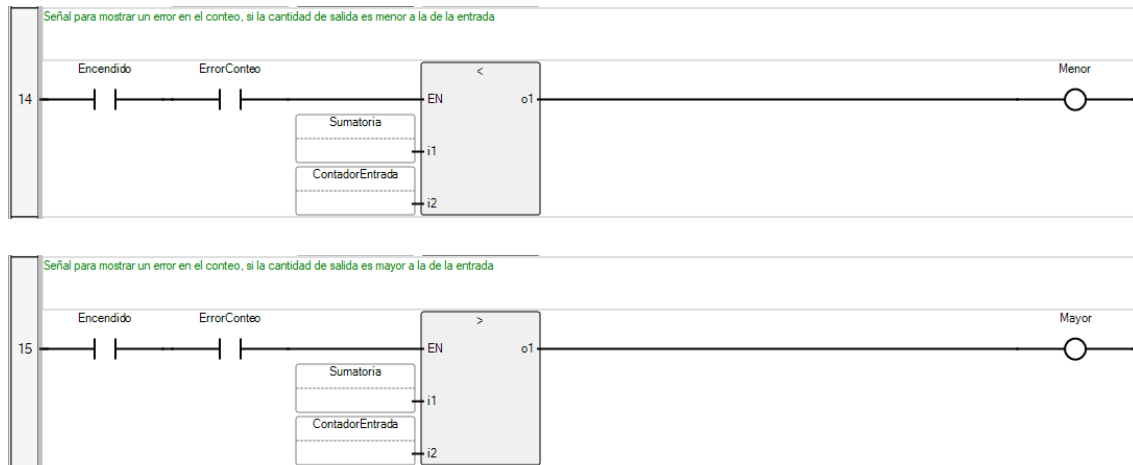 Señal para mostrar un error en el conteo, si la cantidad de salida es menor a la de la entrada
Encendido ErrorConteo < Menor
14 EN o1
Sumatoria
i1
ContadorEntrada
i2
Señal para mostrar un error en el conteo, si la cantidad de salida es mayor a la de la entrada
Encendido ErrorConteo > Mayor
15 EN o1
Sumatoria
i1
ContadorEntrada
i2